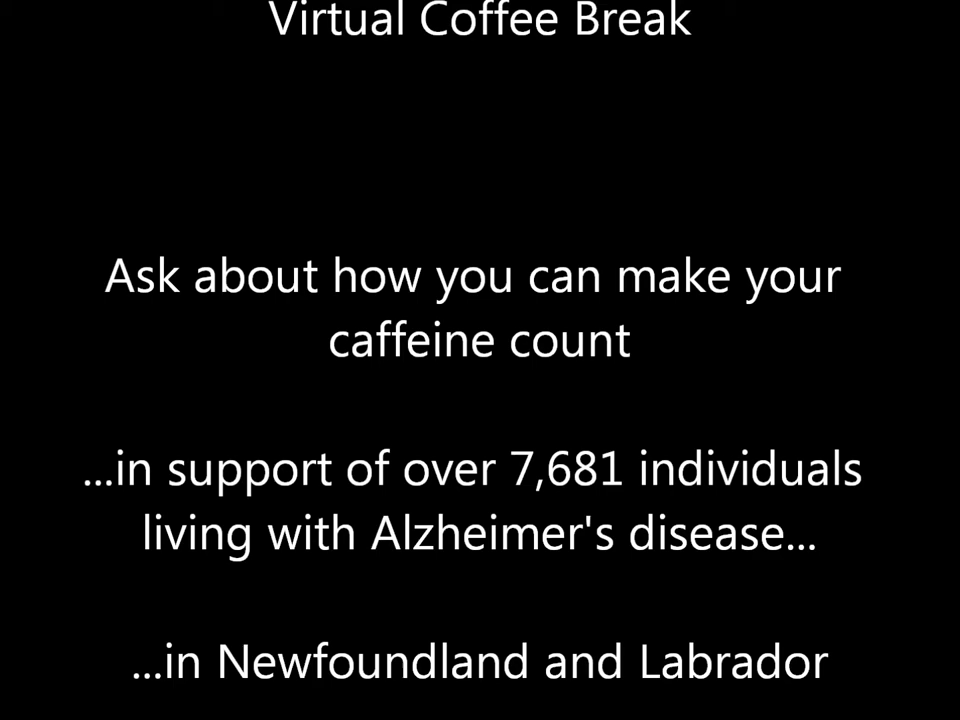 Virtual Coffee Break
Ask about how you can make your
caffeine count
...in support of over 7,681 individuals
living with Alzheimer's disease...
...in Newfoundland and Labrador